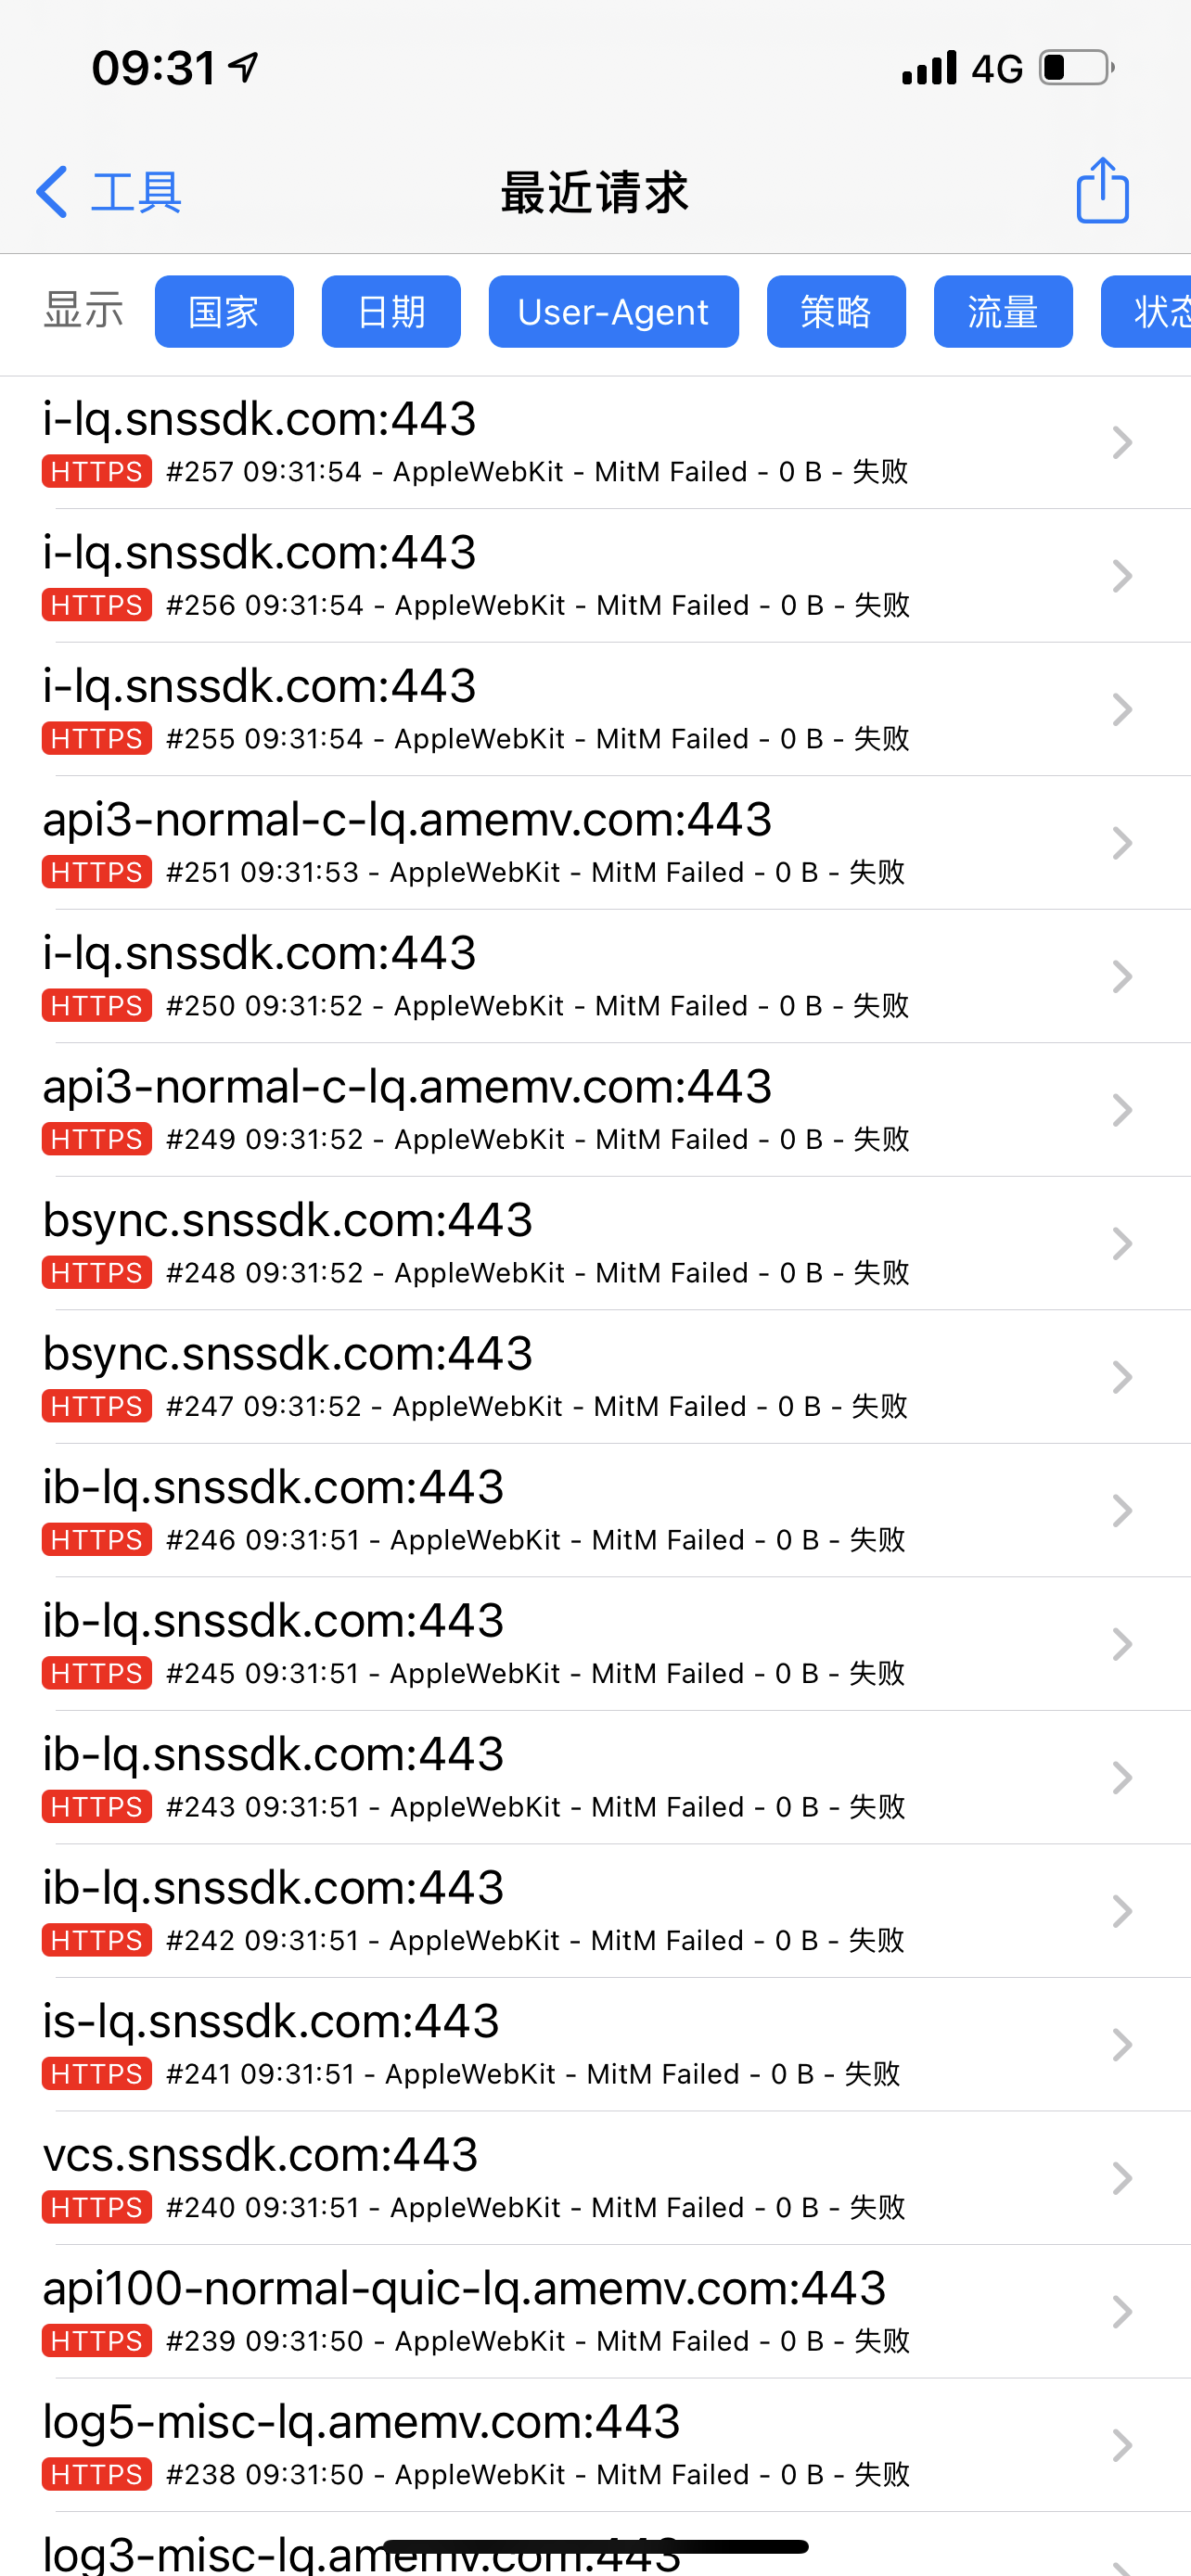 09:31
4G
工具
最近请求
显示 国家 日期 User-Agent 策略 流量 状态
i-lq.snssdk.com:443
HTTPS #257 09:31:54 - AppleWebKit - MitM Failed - 0 B - 失败
i-lq.snssdk.com:443
HTTPS #256 09:31:54 - AppleWebKit - MitM Failed - 0 B - 失败
i-lq.snssdk.com:443
HTTPS #255 09:31:54 - AppleWebKit - MitM Failed - 0 B - 失败
api3-normal-c-lq.amemv.com:443
HTTPS #251 09:31:53 - AppleWebKit - MitM Failed - 0 B - 失败
i-lq.snssdk.com:443
HTTPS #250 09:31:52 - AppleWebKit - MitM Failed - 0 B - 失败
api3-normal-c-lq.amemv.com:443
HTTPS #249 09:31:52 - AppleWebKit - MitM Failed - 0 B - 失败
bsync.snssdk.com:443
HTTPS #248 09:31:52 - AppleWebKit - MitM Failed - 0 B - 失败
bsync.snssdk.com:443
HTTPS #247 09:31:52 - AppleWebKit - MitM Failed - 0 B - 失败
ib-lq.snssdk.com:443
HTTPS #246 09:31:51 - AppleWebKit - MitM Failed - 0 B - 失败
ib-lq.snssdk.com:443
HTTPS #245 09:31:51 - AppleWebKit - MitM Failed - 0 B - 失败
ib-lq.snssdk.com:443
HTTPS #243 09:31:51 - AppleWebKit - MitM Failed - 0 B - 失败
ib-lq.snssdk.com:443
HTTPS #242 09:31:51 - AppleWebKit - MitM Failed - 0 B - 失败
is-lq.snssdk.com:443
HTTPS #241 09:31:51 - AppleWebKit - MitM Failed - 0 B - 失败
vcs.snssdk.com:443
HTTPS #240 09:31:51 - AppleWebKit - MitM Failed - 0 B - 失败
api100-normal-quic-lq.amemv.com:443
HTTPS #239 09:31:50 - AppleWebKit - MitM Failed - 0 B - 失败
log5-misc-lq.amemv.com:443
HTTPS #238 09:31:50 - AppleWebKit - MitM Failed - 0 B - 失败
log3-misc-lq.amemv.com:443